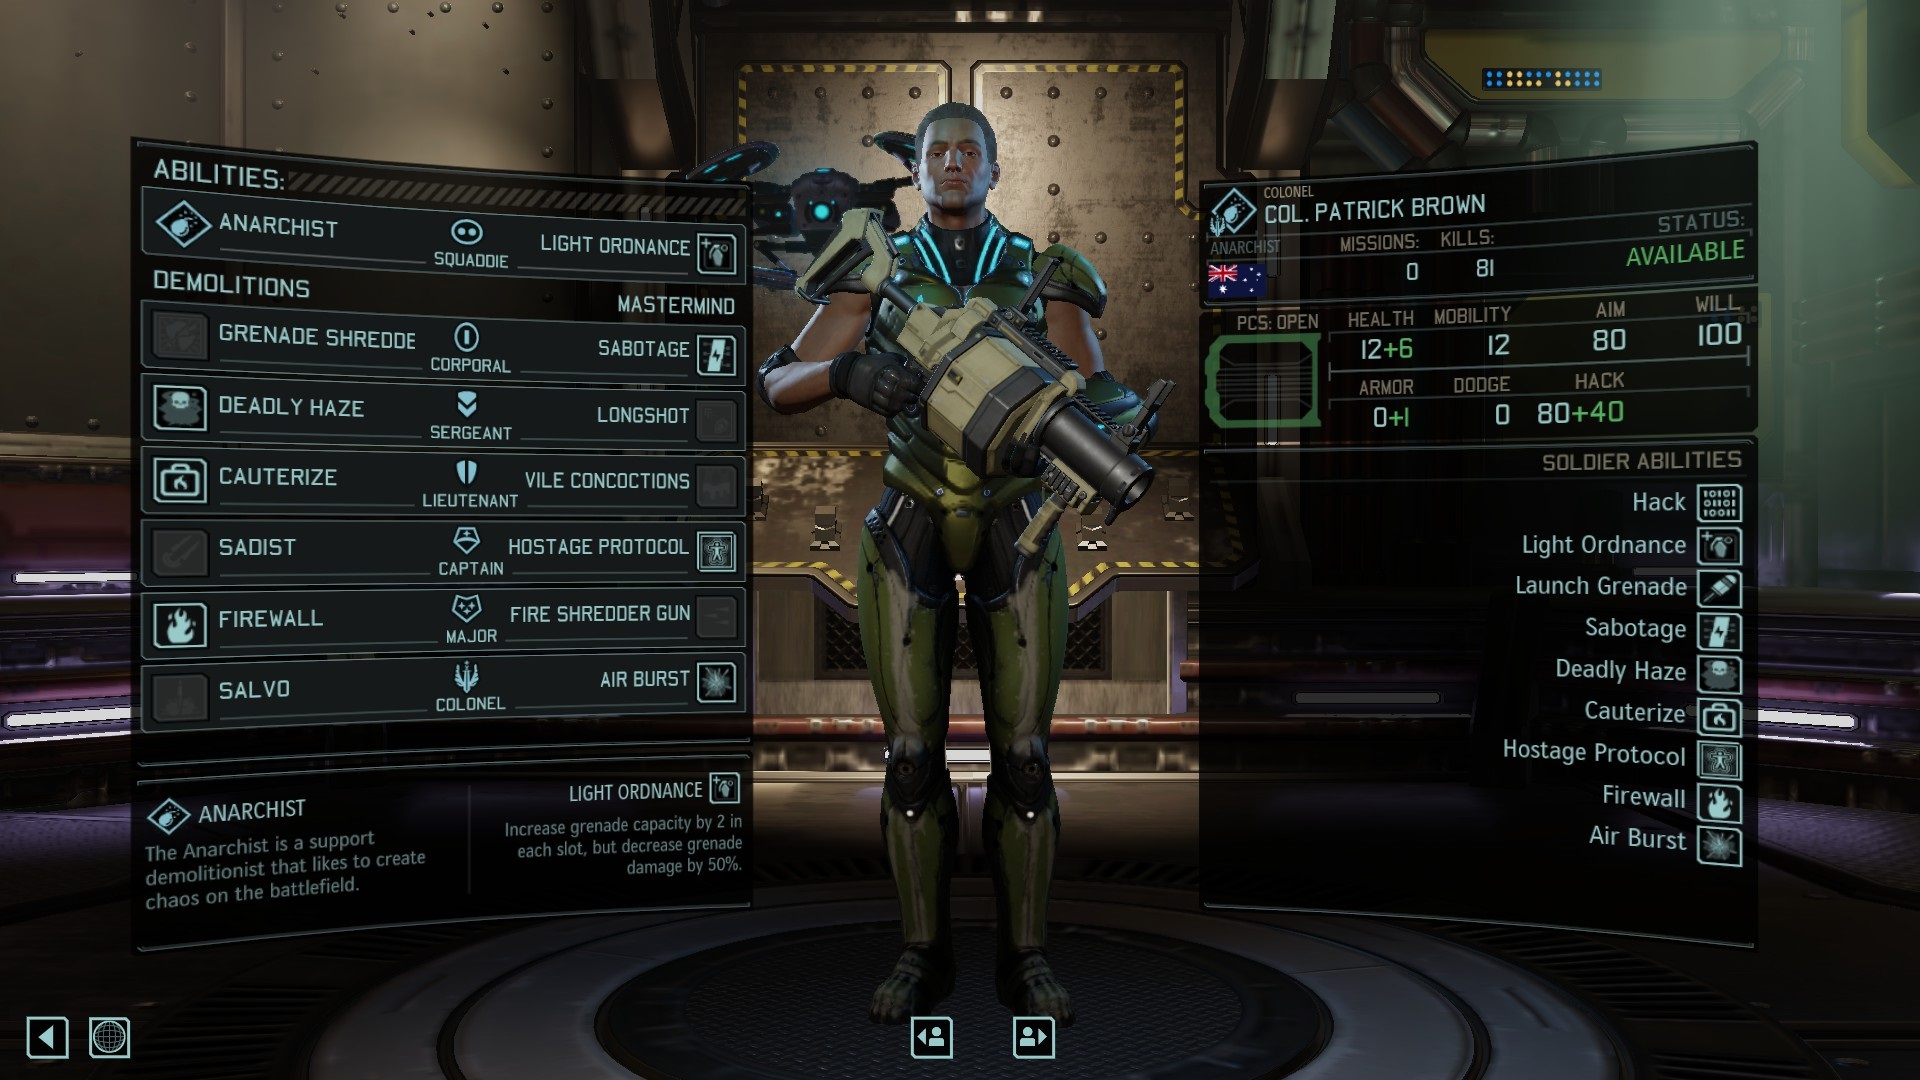 ABILITIES:
ANARCHIST
SQUADDIE
LIGHT ORDNANCE
DEMOLITIONS
MASTERMIND
GRENADE SHREDDE
CORPORAL
SABOTAGE
DEADLY HAZE
SERGEANT
LONGSHOT
CAUTERIZE
LIEUTENANT
VILE CONCOCTIONS
SADIST
CAPTAIN
HOSTAGE PROTOCOL
FIREWALL
MAJOR
FIRE SHREDDER GUN
SALVO
COLONEL
AIR BURST
ANARCHIST
The Anarchist is a support
demolitionist that likes to create
chaos on the battlefield.
LIGHT ORDNANCE
Increase grenade capacity by 2 in
each slot, but decrease grenade
damage by 50%.
COLONEL
COL. PATRICK BROWN
ANARCHIST
MISSIONS: KILLS:
0 81
STATUS:
AVAILABLE
PCS: OPEN
HEALTH MOBILITY AIM WILL
12+6 12 80 100
ARMOR DODGE HACK
0+1 0 80+40
SOLDIER ABILITIES
Hack
Light Ordnance
Launch Grenade
Sabotage
Deadly Haze
Cauterize
Hostage Protocol
Firewall
Air Burst